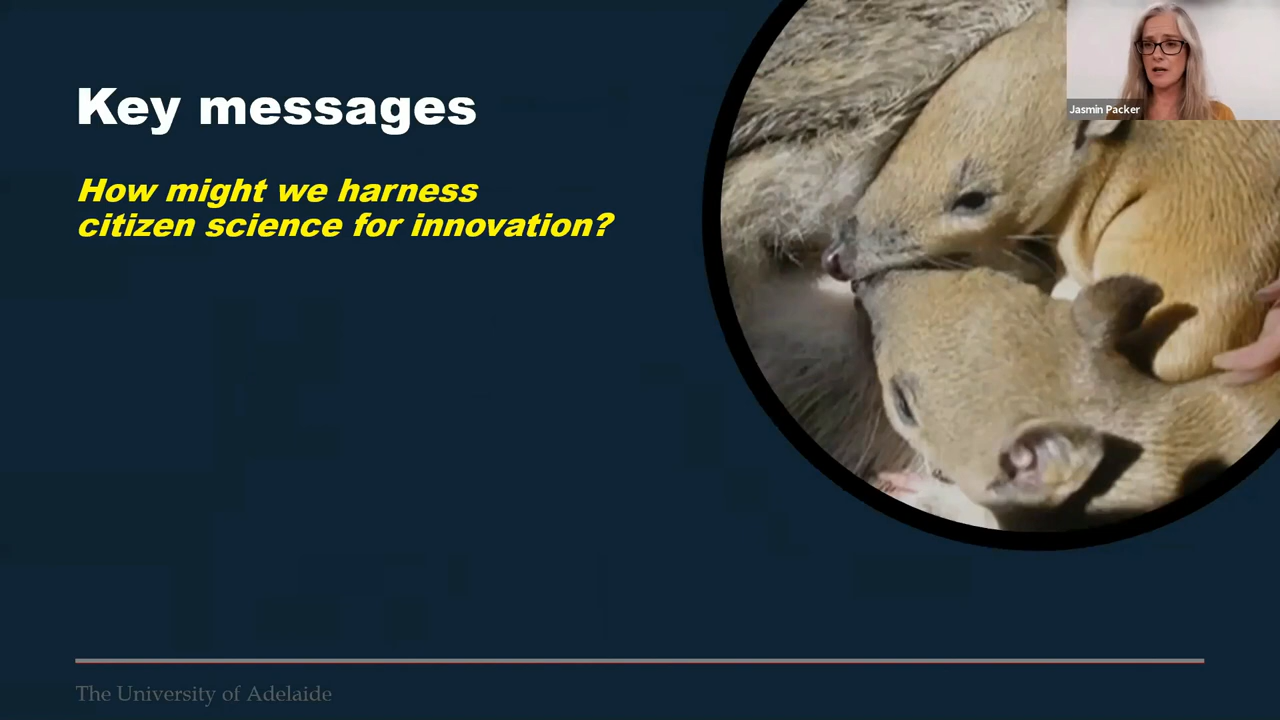 Key messages
How might we harness
citizen science for innovation?
Jasmin Packer
The University of Adelaide